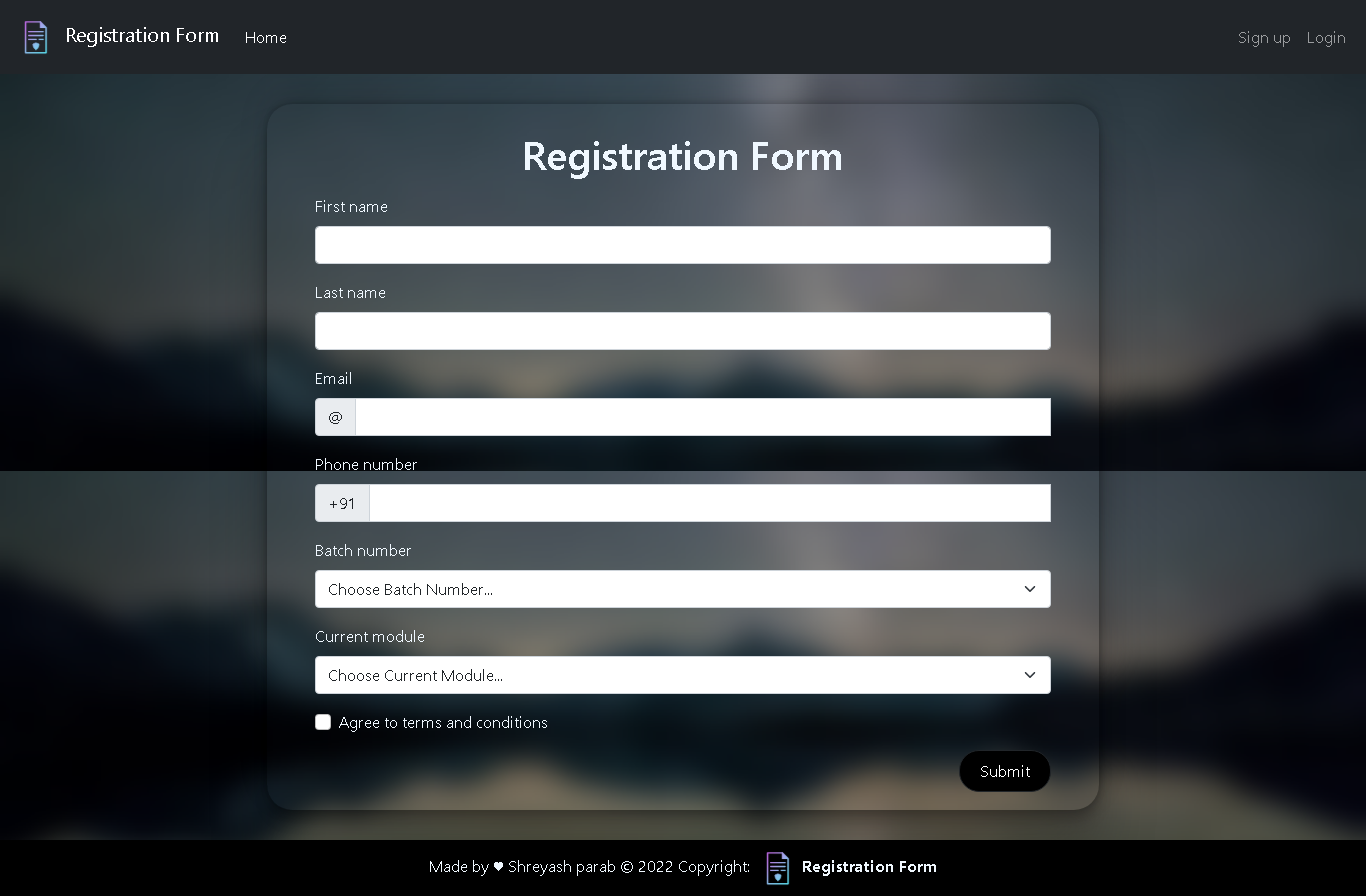 Registration Form Home Sign up Login
Registration Form
First name
Last name
Email
@
Phone number
+91
Batch number
Choose Batch Number...
Current module
Choose Current Module...
Agree to terms and conditions
Submit
Made by ♥ Shreyash parab © 2022 Copyright: Registration Form